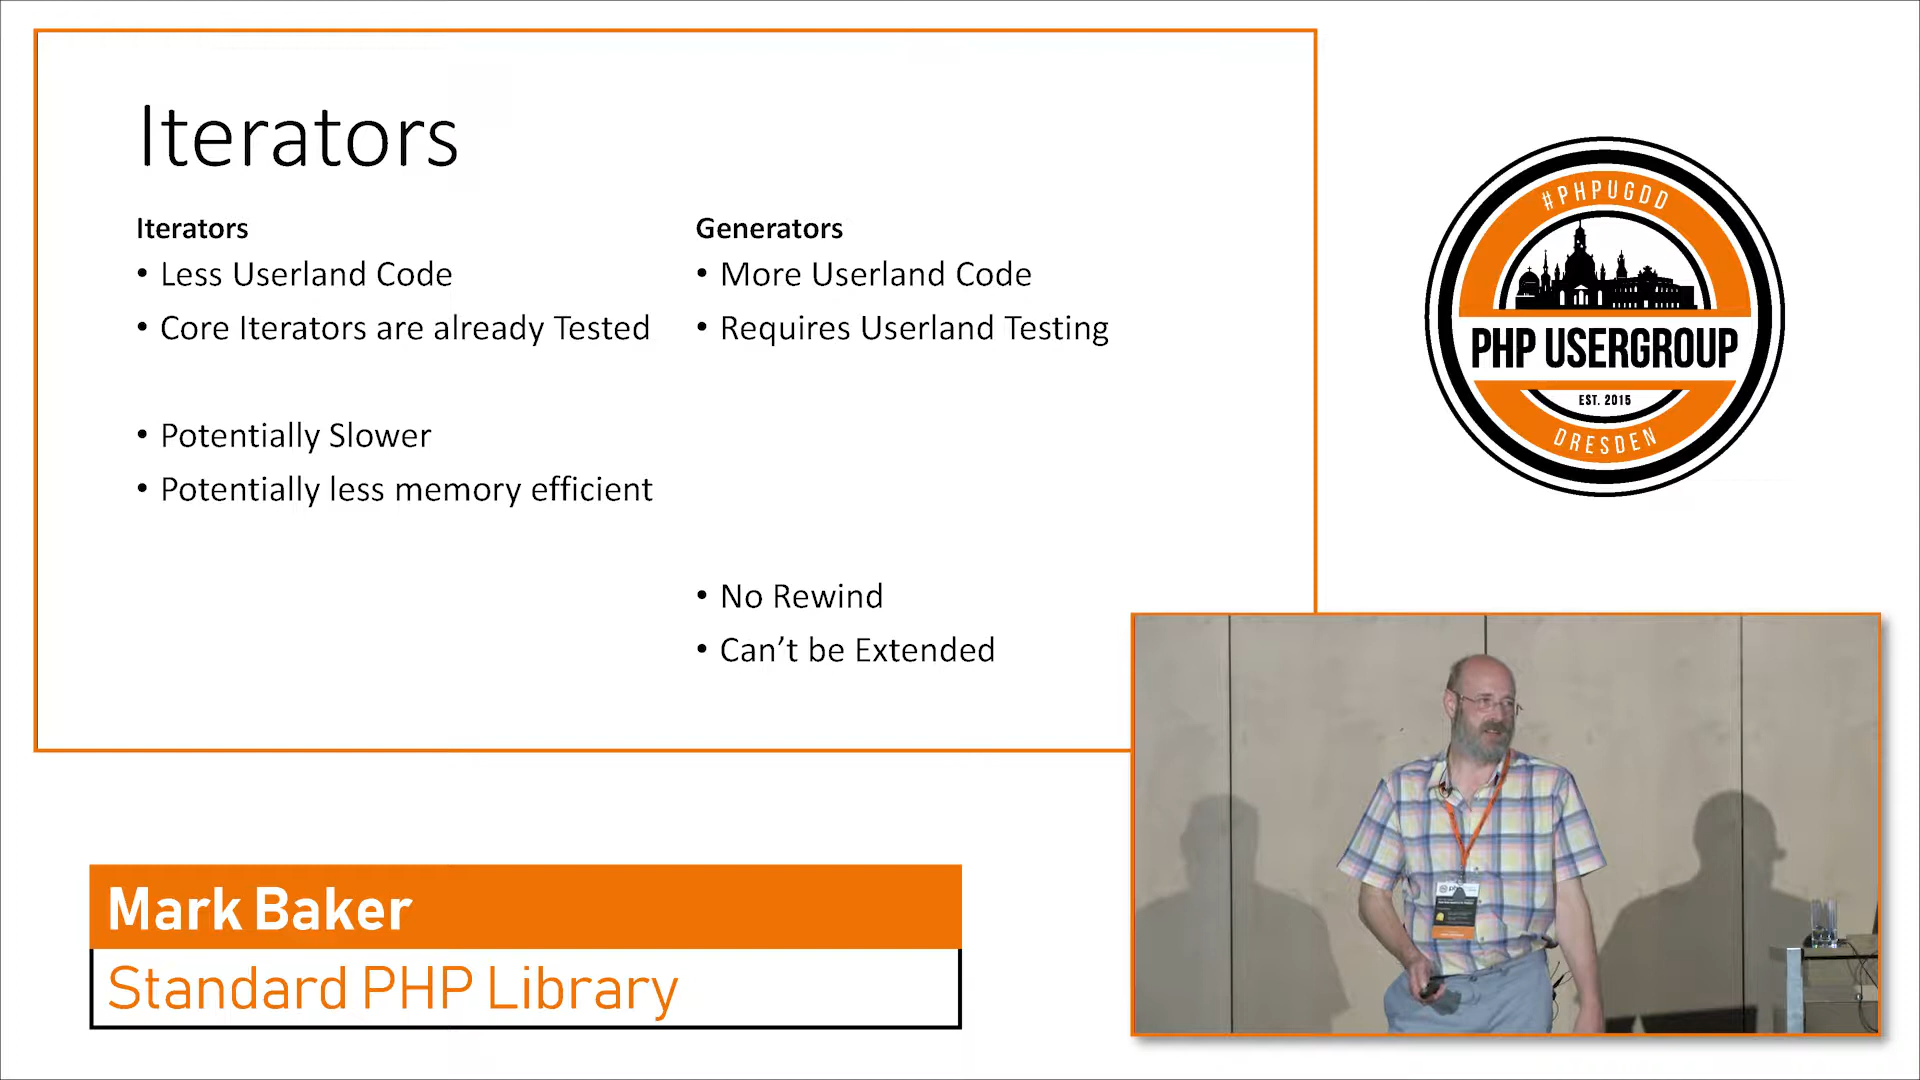 Iterators
Iterators
• Less Userland Code
• Core Iterators are already Tested
• Potentially Slower
• Potentially less memory efficient
Generators
• More Userland Code
• Requires Userland Testing
• No Rewind
• Can’t be Extended
#PHPUGDD
PHP USERGROUP
EST. 2015
DRESDEN
Mark Baker
Standard PHP Library